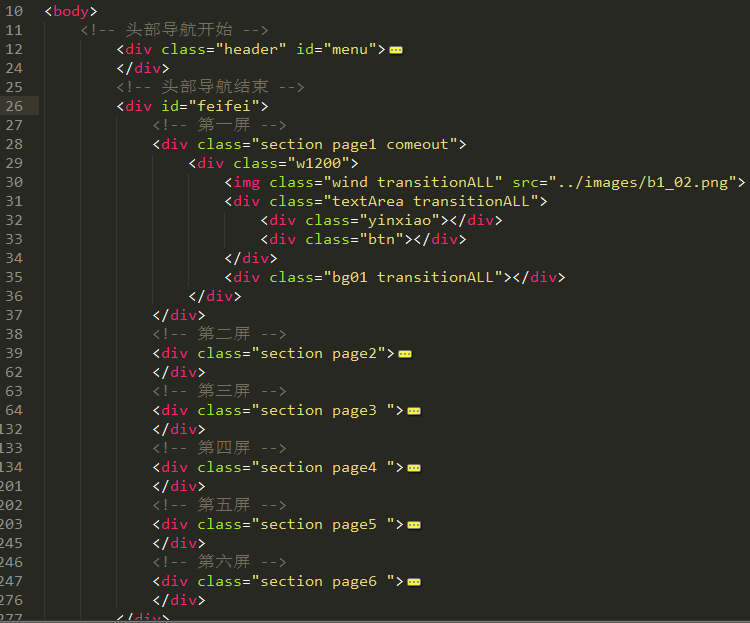 10 <body>
11 <!-- 头部导航开始 -->
12 <div class="header" id="menu">
24 </div>
25 <!-- 头部导航结束 -->
26 <div id="feifei">
27 <!-- 第一屏 -->
28 <div class="section page1 comeout">
29 <div class="w1200">
30 <img class="wind transitionALL" src="../images/b1_02.png">
31 <div class="textArea transitionALL">
32 <div class="yinxiao"></div>
33 <div class="btn"></div>
34 </div>
35 <div class="bg01 transitionALL"></div>
36 </div>
37 </div>
38 <!-- 第二屏 -->
39 <div class="section page2">
62 </div>
63 <!-- 第三屏 -->
64 <div class="section page3 ">
132 </div>
133 <!-- 第四屏 -->
134 <div class="section page4 ">
201 </div>
202 <!-- 第五屏 -->
203 <div class="section page5 ">
245 </div>
246 <!-- 第六屏 -->
247 <div class="section page6 ">
276 </div>
277 </div>